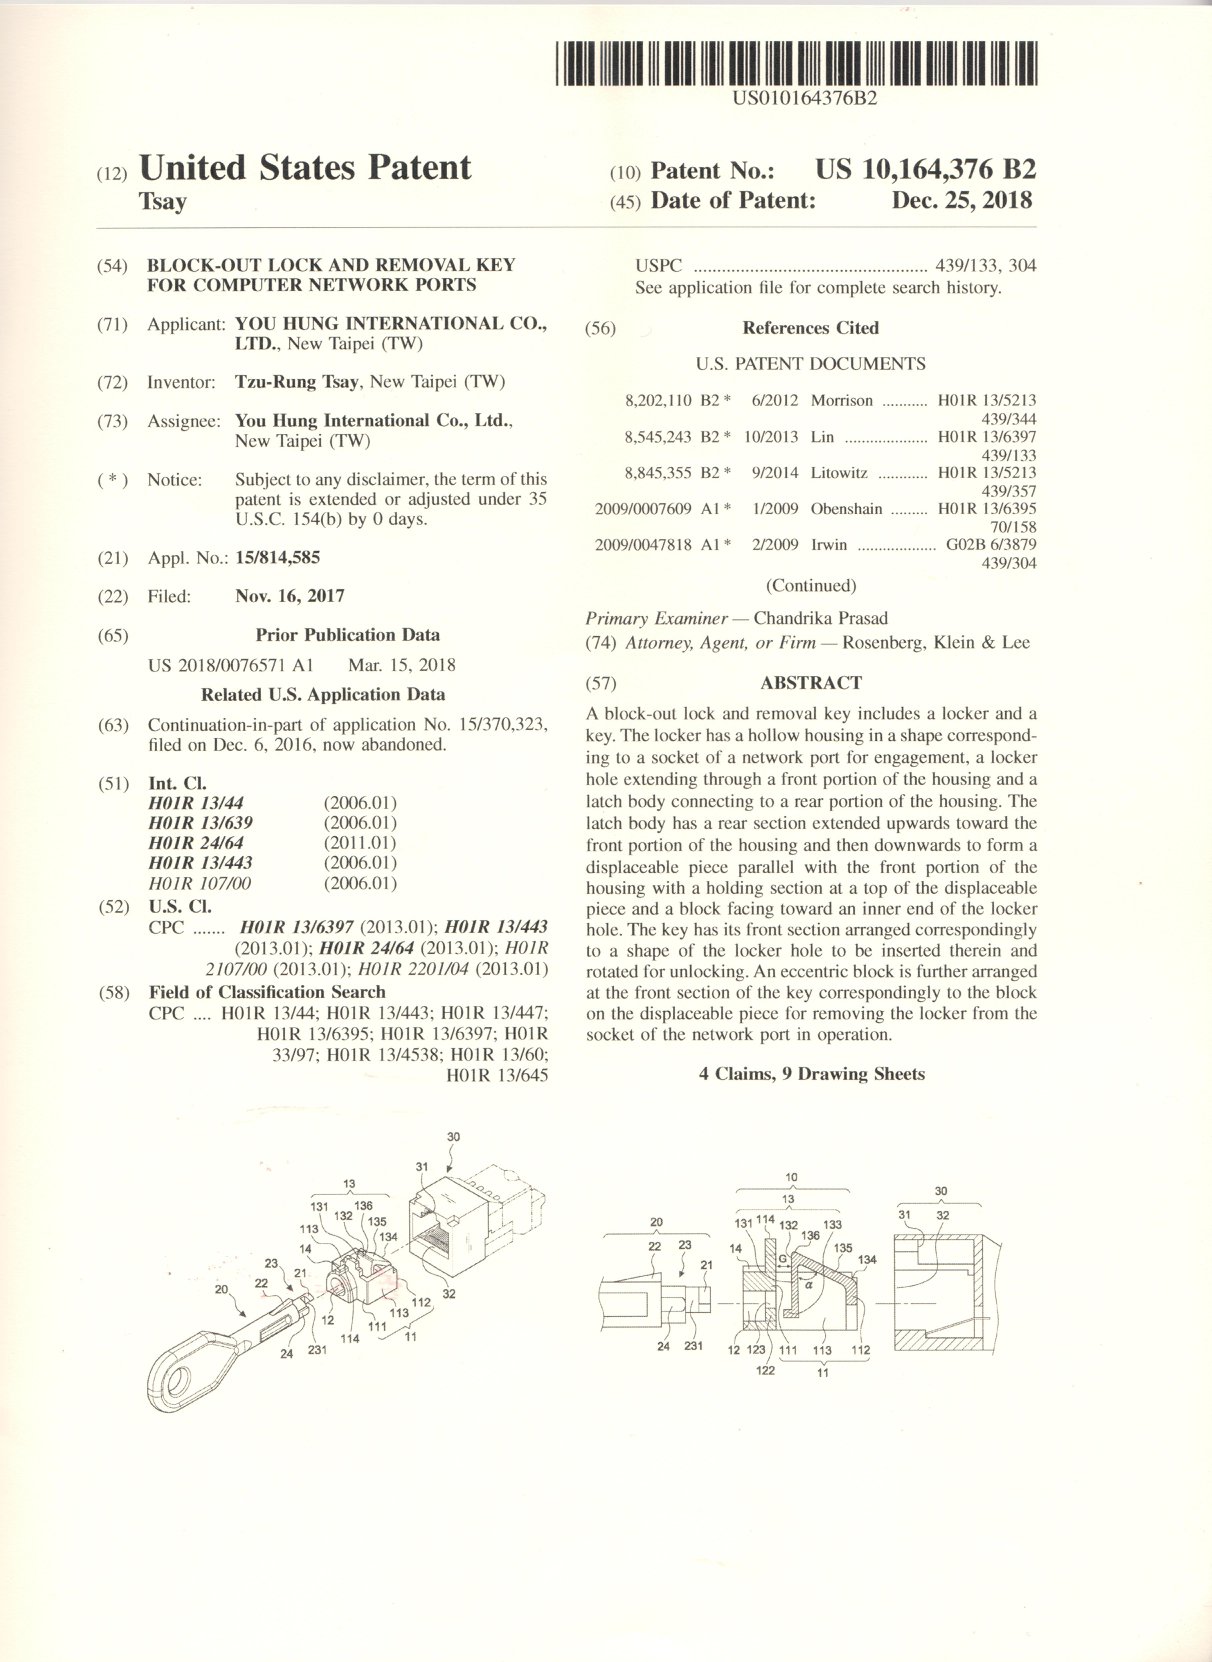 US010164376B2
(12) United States Patent
Tsay
(10) Patent No.: US 10,164,376 B2
(45) Date of Patent: Dec. 25, 2018
(54) BLOCK-OUT LOCK AND REMOVAL KEY
FOR COMPUTER NETWORK PORTS
(71) Applicant: YOU HUNG INTERNATIONAL CO.,
LTD., New Taipei (TW)
(72) Inventor: Tzu-Rung Tsay, New Taipei (TW)
(73) Assignee: You Hung International Co., Ltd.,
New Taipei (TW)
( * ) Notice: Subject to any disclaimer, the term of this
patent is extended or adjusted under 35
U.S.C. 154(b) by 0 days.
(21) Appl. No.: 15/814,585
(22) Filed: Nov. 16, 2017
(65) Prior Publication Data
US 2018/0076571 A1 Mar. 15, 2018
Related U.S. Application Data
(63) Continuation-in-part of application No. 15/370,323,
filed on Dec. 6, 2016, now abandoned.
(51) Int. Cl.
H01R 13/44 (2006.01)
H01R 13/639 (2006.01)
H01R 24/64 (2011.01)
H01R 13/443 (2006.01)
H01R 107/00 (2006.01)
(52) U.S. Cl.
CPC ....... H01R 13/6397 (2013.01); H01R 13/443
(2013.01); H01R 24/64 (2013.01); H01R
2107/00 (2013.01); H01R 2201/04 (2013.01)
(58) Field of Classification Search
CPC .... H01R 13/44; H01R 13/443; H01R 13/447;
H01R 13/6395; H01R 13/6397; H01R
33/97; H01R 13/4538; H01R 13/60;
H01R 13/645
USPC .................................................. 439/133, 304
See application file for complete search history.
(56) References Cited
U.S. PATENT DOCUMENTS
8,202,110 B2 * 6/2012 Morrison ........... H01R 13/5213
439/344
8,545,243 B2 * 10/2013 Lin .................... H01R 13/6397
439/133
8,845,355 B2 * 9/2014 Litowitz ............ H01R 13/5213
439/357
2009/0007609 A1 * 1/2009 Obenshain ......... H01R 13/6395
70/158
2009/0047818 A1 * 2/2009 Irwin ................... G02B 6/3879
439/304
(Continued)
Primary Examiner — Chandrika Prasad
(74) Attorney, Agent, or Firm — Rosenberg, Klein & Lee
(57) ABSTRACT
A block-out lock and removal key includes a locker and a
key. The locker has a hollow housing in a shape correspond-
ing to a socket of a network port for engagement, a locker
hole extending through a front portion of the housing and a
latch body connecting to a rear portion of the housing. The
latch body has a rear section extended upwards toward the
front portion of the housing and then downwards to form a
displaceable piece parallel with the front portion of the
housing with a holding section at a top of the displaceable
piece and a block facing toward an inner end of the locker
hole. The key has its front section arranged correspondingly
to a shape of the locker hole to be inserted therein and
rotated for unlocking. An eccentric block is further arranged
at the front section of the key correspondingly to the block
on the displaceable piece for removing the locker from the
socket of the network port in operation.
4 Claims, 9 Drawing Sheets
30
31
13
131 136
132 135
113 134
14
23
21
20 22
32
112
113
12 111
114 11
24 231
10
13
20
131 114 132 133
136
22 23
14 G 135
21 134
α
24 231
12 123 111 113 112
122 11
30
31 32